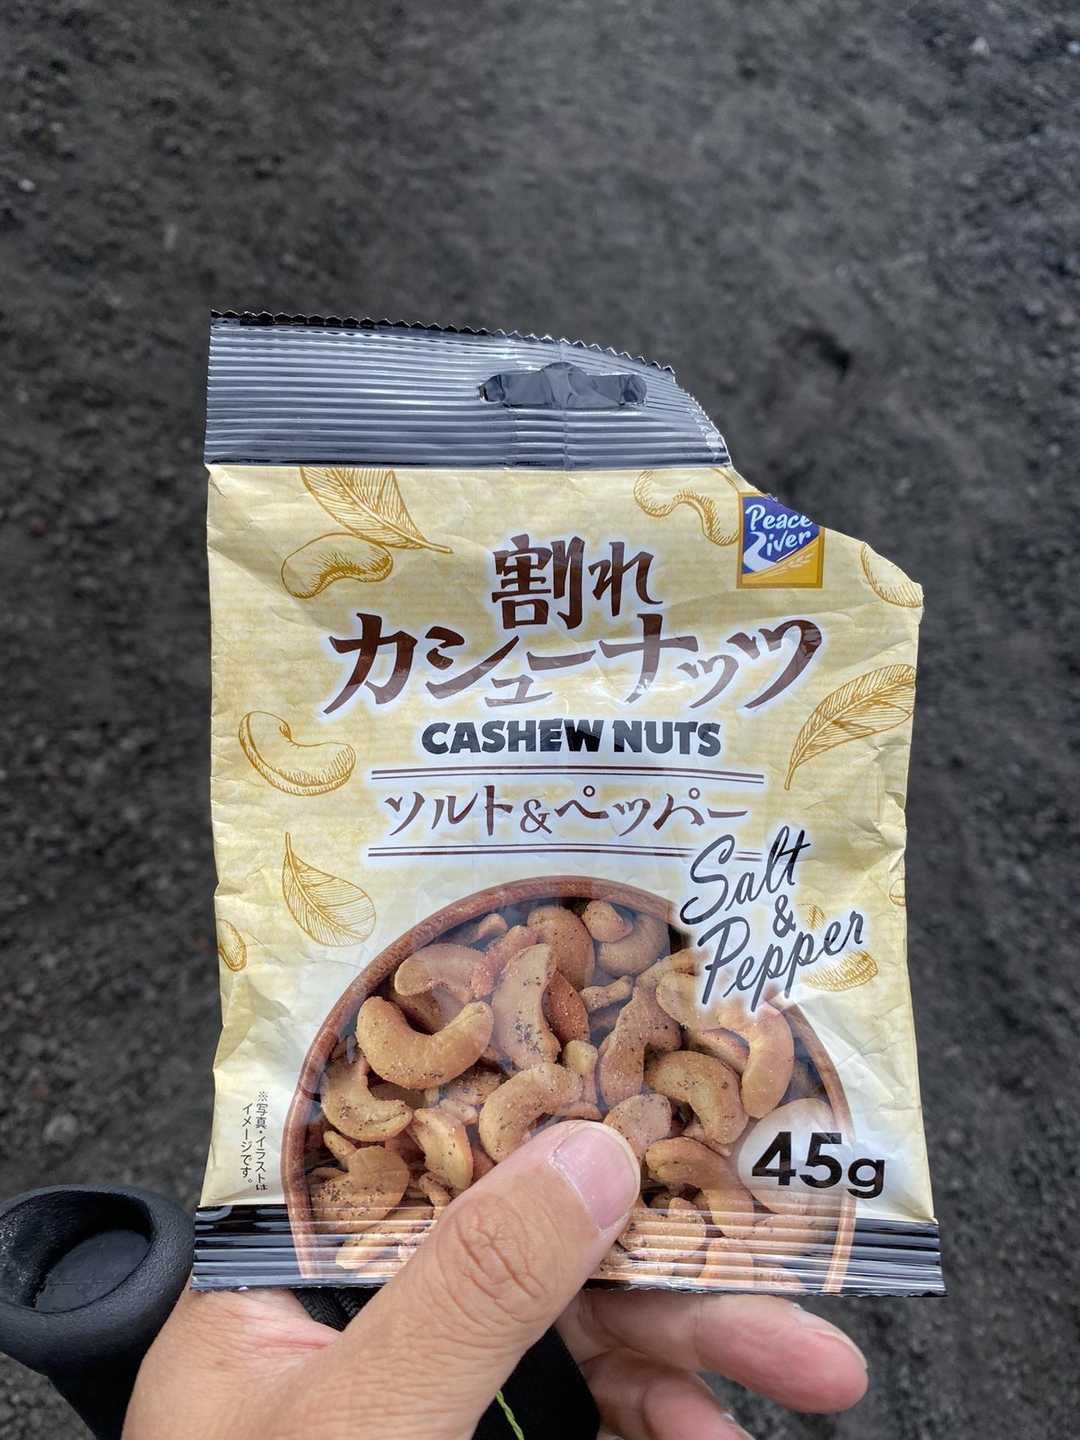 Peace
River
割れ
カシューナッツ
CASHEW NUTS
ソルト&ペッパー
Salt
&
Pepper
※写真・イラストは
イメージです。
45g